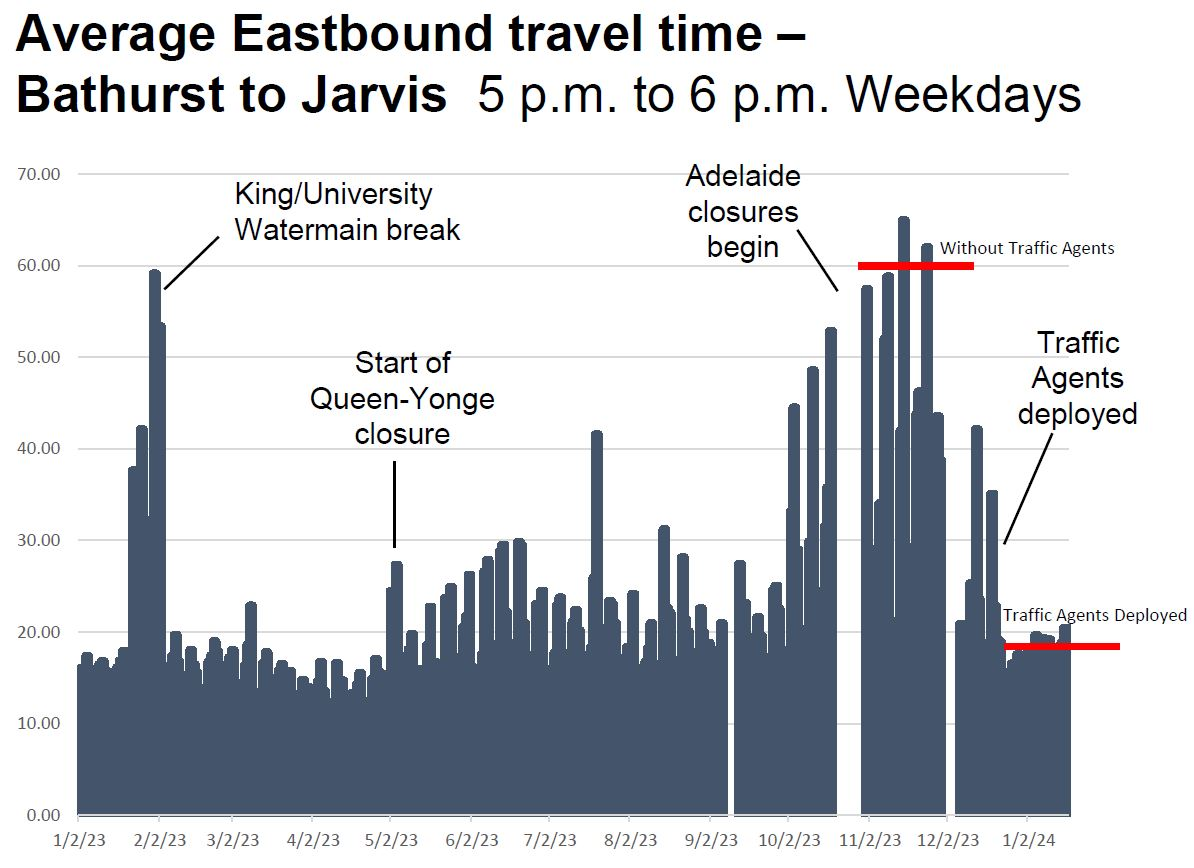 Average Eastbound travel time –
Bathurst to Jarvis 5 p.m. to 6 p.m. Weekdays
70.00
60.00
50.00
40.00
30.00
20.00
10.00
0.00
King/University
Watermain break
Start of
Queen-Yonge
closure
Adelaide
closures
begin
Without Traffic Agents
Traffic
Agents
deployed
Traffic Agents Deployed
1/2/23 2/2/23 3/2/23 4/2/23 5/2/23 6/2/23 7/2/23 8/2/23 9/2/23 10/2/23 11/2/23 12/2/23 1/2/24